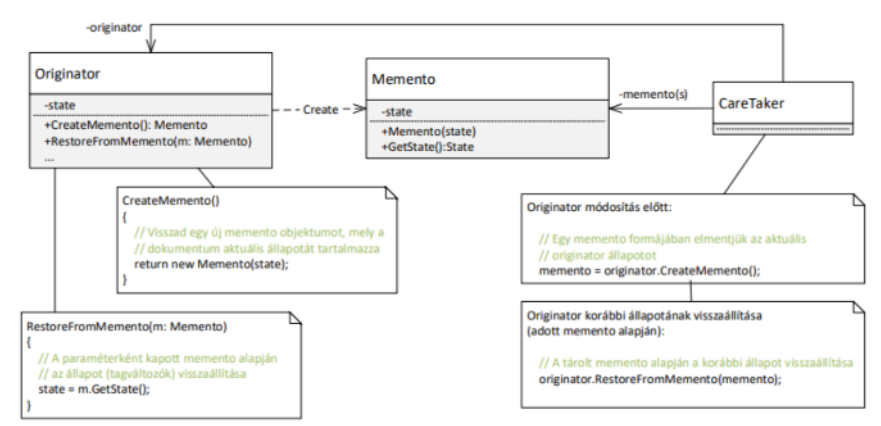 -originator
Originator
-state
+CreateMemento(): Memento
+RestoreFromMemento(m: Memento)
...
Create
Memento
-state
+Memento(state)
+GetState():State
-memento(s)
CareTaker
CreateMemento()
{
// Visszad egy új memento objektumot, mely a
// dokumentum aktuális állapotát tartalmazza
return new Memento(state);
}
RestoreFromMemento(m: Memento)
{
// A paraméterként kapott memento alapján
// az állapot (tagváltozók) visszaállítása
state = m.GetState();
}
Originator módosítás előtt:
// Egy memento formájában elmentjük az aktuális
// originator állapotot
memento = originator.CreateMemento();
Originator korábbi állapotának visszaállítása
(adott memento alapján):
// A tárolt memento alapján a korábbi állapot visszaállítása
originator.RestoreFromMemento(memento);